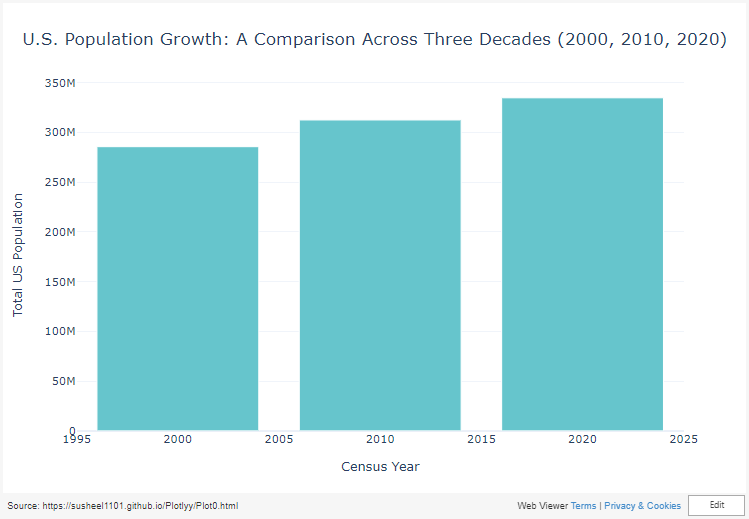 U.S. Population Growth: A Comparison Across Three Decades (2000, 2010, 2020)
350M
300M
250M
200M
150M
100M
50M
0
Total US Population
1995 2000 2005 2010 2015 2020 2025
Census Year
Source: https://susheel1101.github.io/Plotlyy/Plot0.html
Web Viewer Terms | Privacy & Cookies
Edit